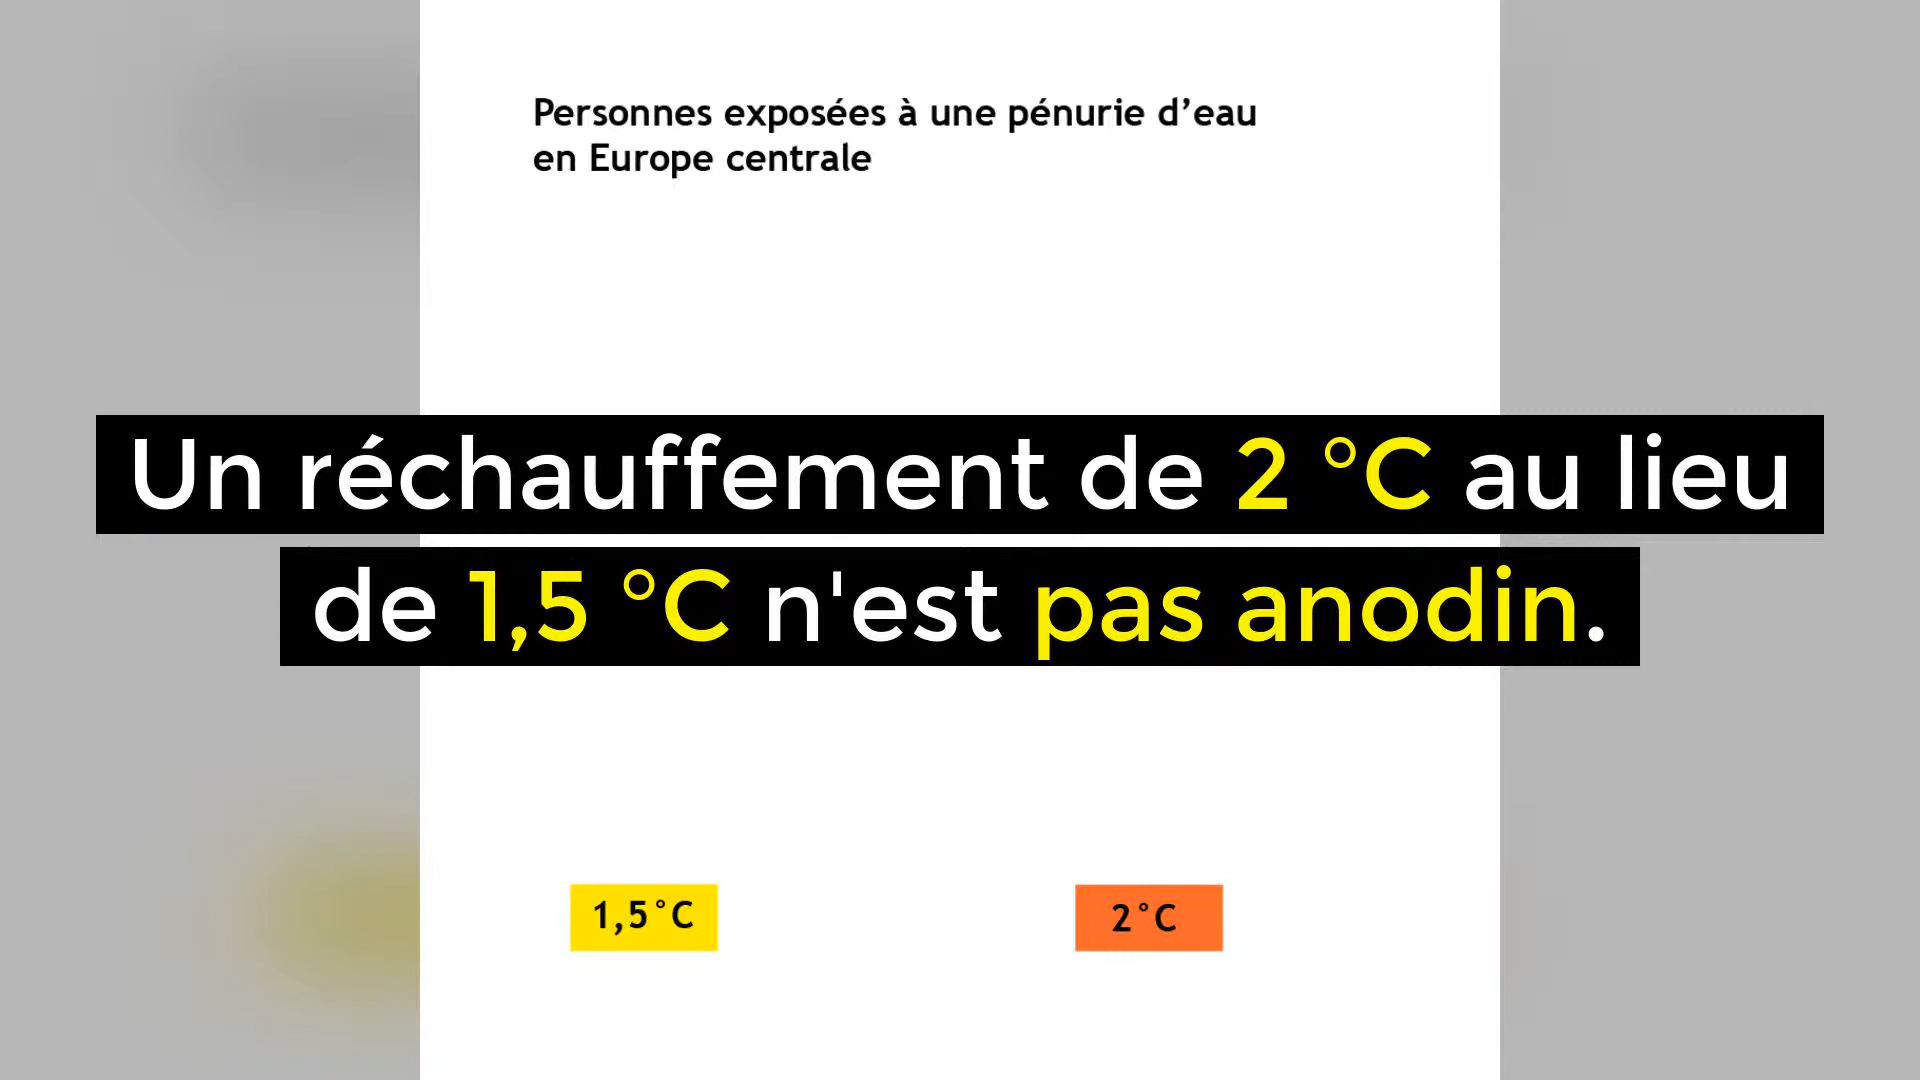 Personnes exposées à une pénurie d’eau
en Europe centrale
Un réchauffement de 2 °C au lieu
de 1,5 °C n'est pas anodin.
1,5°C
2°C